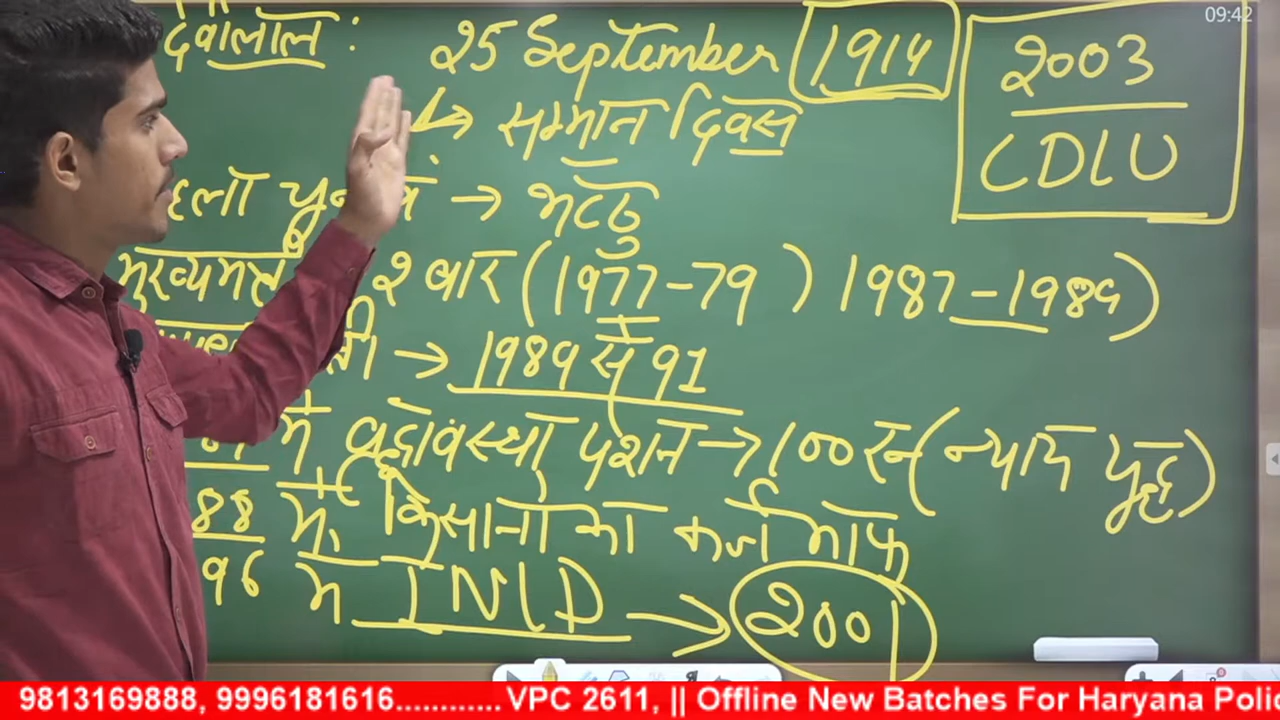 देवीलाल : 25 September 1914
2003
CDLU
↳ सम्मान दिवस
→ भट्टू
2 बार (1977-79) 1987-1989)
→ 1989 से 91
में वृद्धावस्था पेंशन → 100 रू (न्याय युद्ध)
88 में किसानों का कर्जा माफ
96 में INLD → 2001
09:42
9813169888, 9996181616............ VPC 2611, || Offline New Batches For Haryana Polic